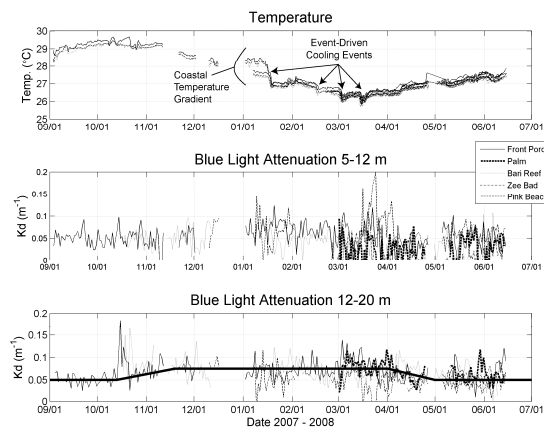 Temperature
30
29
28
27
26
25
Temp. (°C)
Coastal
Temperature
Gradient
Event-Driven
Cooling Events
09/01 10/01 11/01 12/01 01/01 02/01 03/01 04/01 05/01 06/01 07/01
Blue Light Attenuation 5-12 m
0.2
0.15
0.1
0.05
0
Kd (m⁻¹)
Front Porc
Palm
Bari Reef
Zee Bad
Pink Beach
09/01 10/01 11/01 12/01 01/01 02/01 03/01 04/01 05/01 06/01 07/01
Blue Light Attenuation 12-20 m
0.2
0.15
0.1
0.05
0
Kd (m⁻¹)
09/01 10/01 11/01 12/01 01/01 02/01 03/01 04/01 05/01 06/01 07/01
Date 2007 - 2008